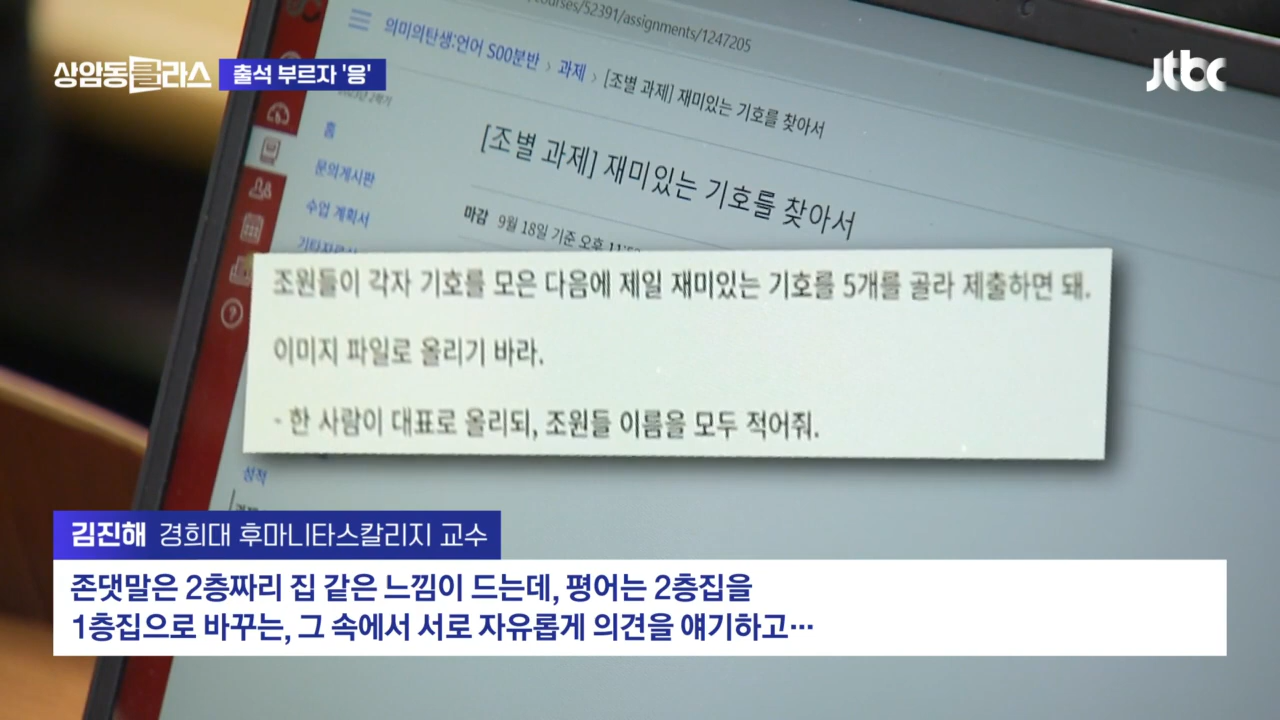 courses/52391/assignments/1247205
상암동클라스 출석 부르자 '응'
jtbc
의미의탄생:언어 S00분반 > 과제 > [조별 과제] 재미있는 기호를 찾아서
2학기
홈
[조별 과제] 재미있는 기호를 찾아서
문의게시판
수업 계획서
마감 9월 18일 기준 오후
조원들이 각자 기호를 모은 다음에 제일 재미있는 기호를 5개를 골라 제출하면 돼.
이미지 파일로 올리기 바라.
- 한 사람이 대표로 올리되, 조원들 이름을 모두 적어줘.
성적
김진해 경희대 후마니타스칼리지 교수
존댓말은 2층짜리 집 같은 느낌이 드는데, 평어는 2층집을
1층집으로 바꾸는, 그 속에서 서로 자유롭게 의견을 얘기하고…